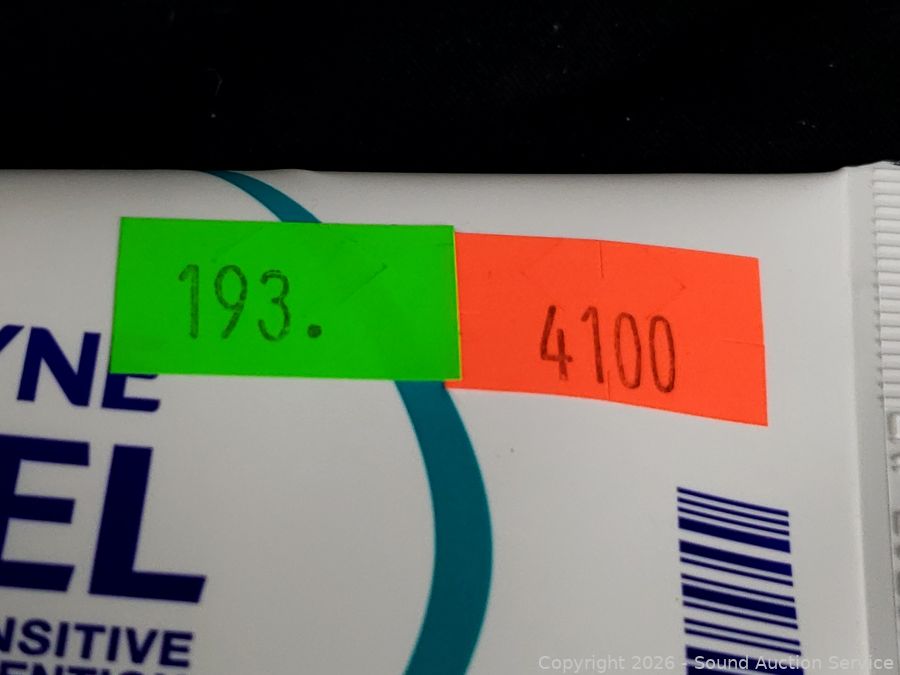 193.
4100
YNE
EL
NSITIVE
Copyright 2026 - Sound Auction Service